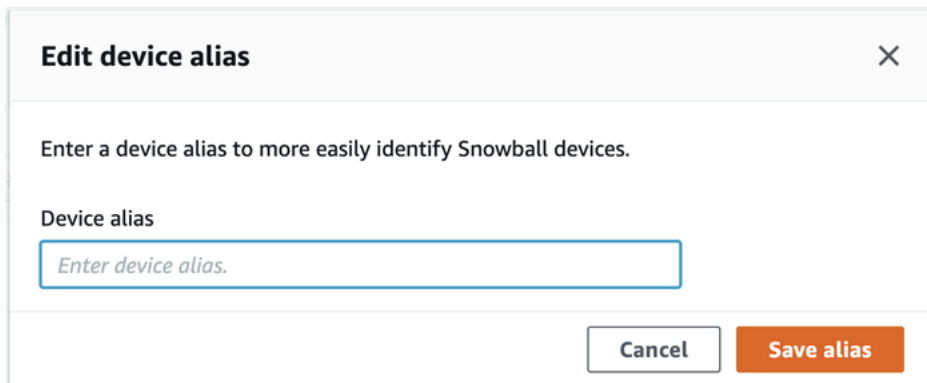 Edit device alias
Enter a device alias to more easily identify Snowball devices.
Device alias
Enter device alias.
Cancel Save alias